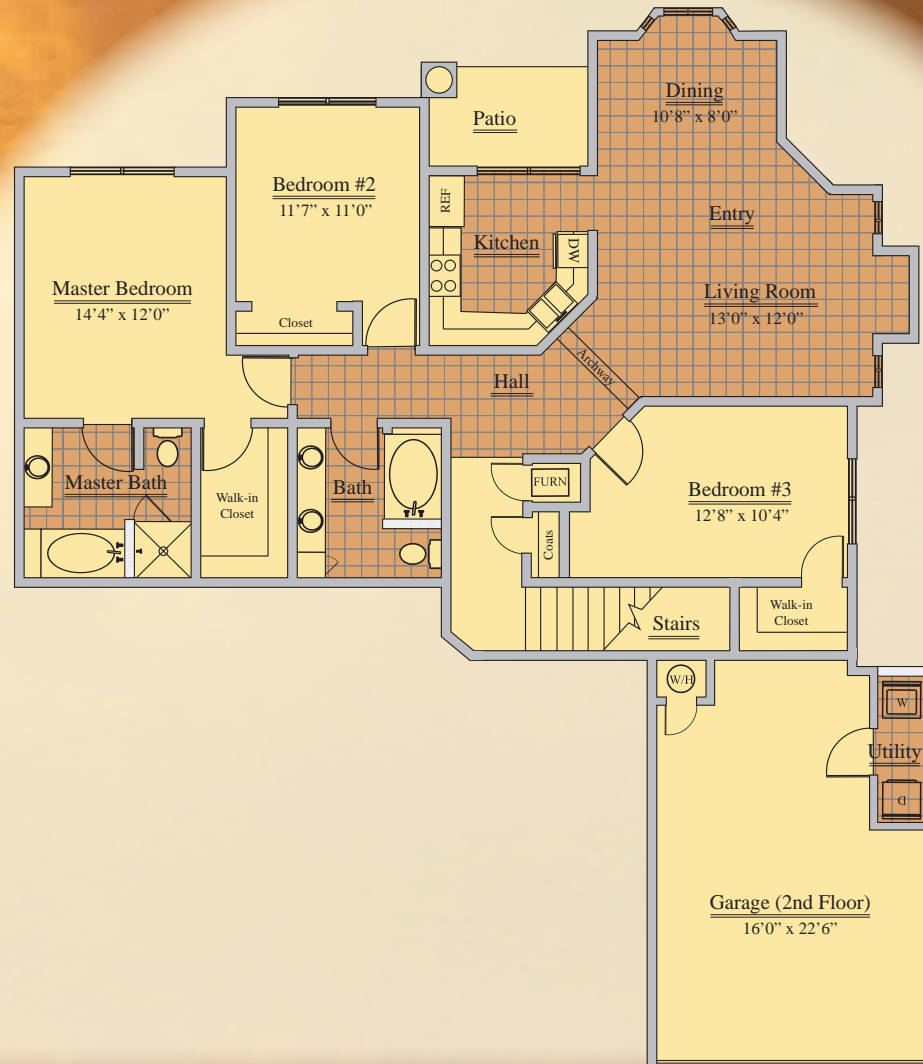 Dining
10’8” x 8’0”
Patio
Bedroom #2
11’7” x 11’0”
REF
Kitchen
DW
Entry
Master Bedroom
14’4” x 12’0”
Living Room
13’0” x 12’0”
Closet
Archway
Hall
Master Bath
Walk-in
Closet
Bath
FURN
Coats
Bedroom #3
12’8” x 10’4”
Walk-in
Closet
Stairs
W/H
W
Utility
D
Garage (2nd Floor)
16’0” x 22’6”